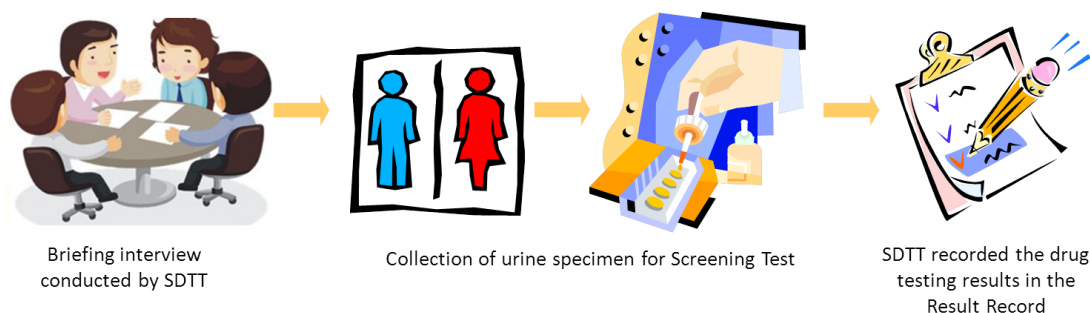 Briefing interview
conducted by SDTT
Collection of urine specimen for Screening Test
SDTT recorded the drug
testing results in the
Result Record